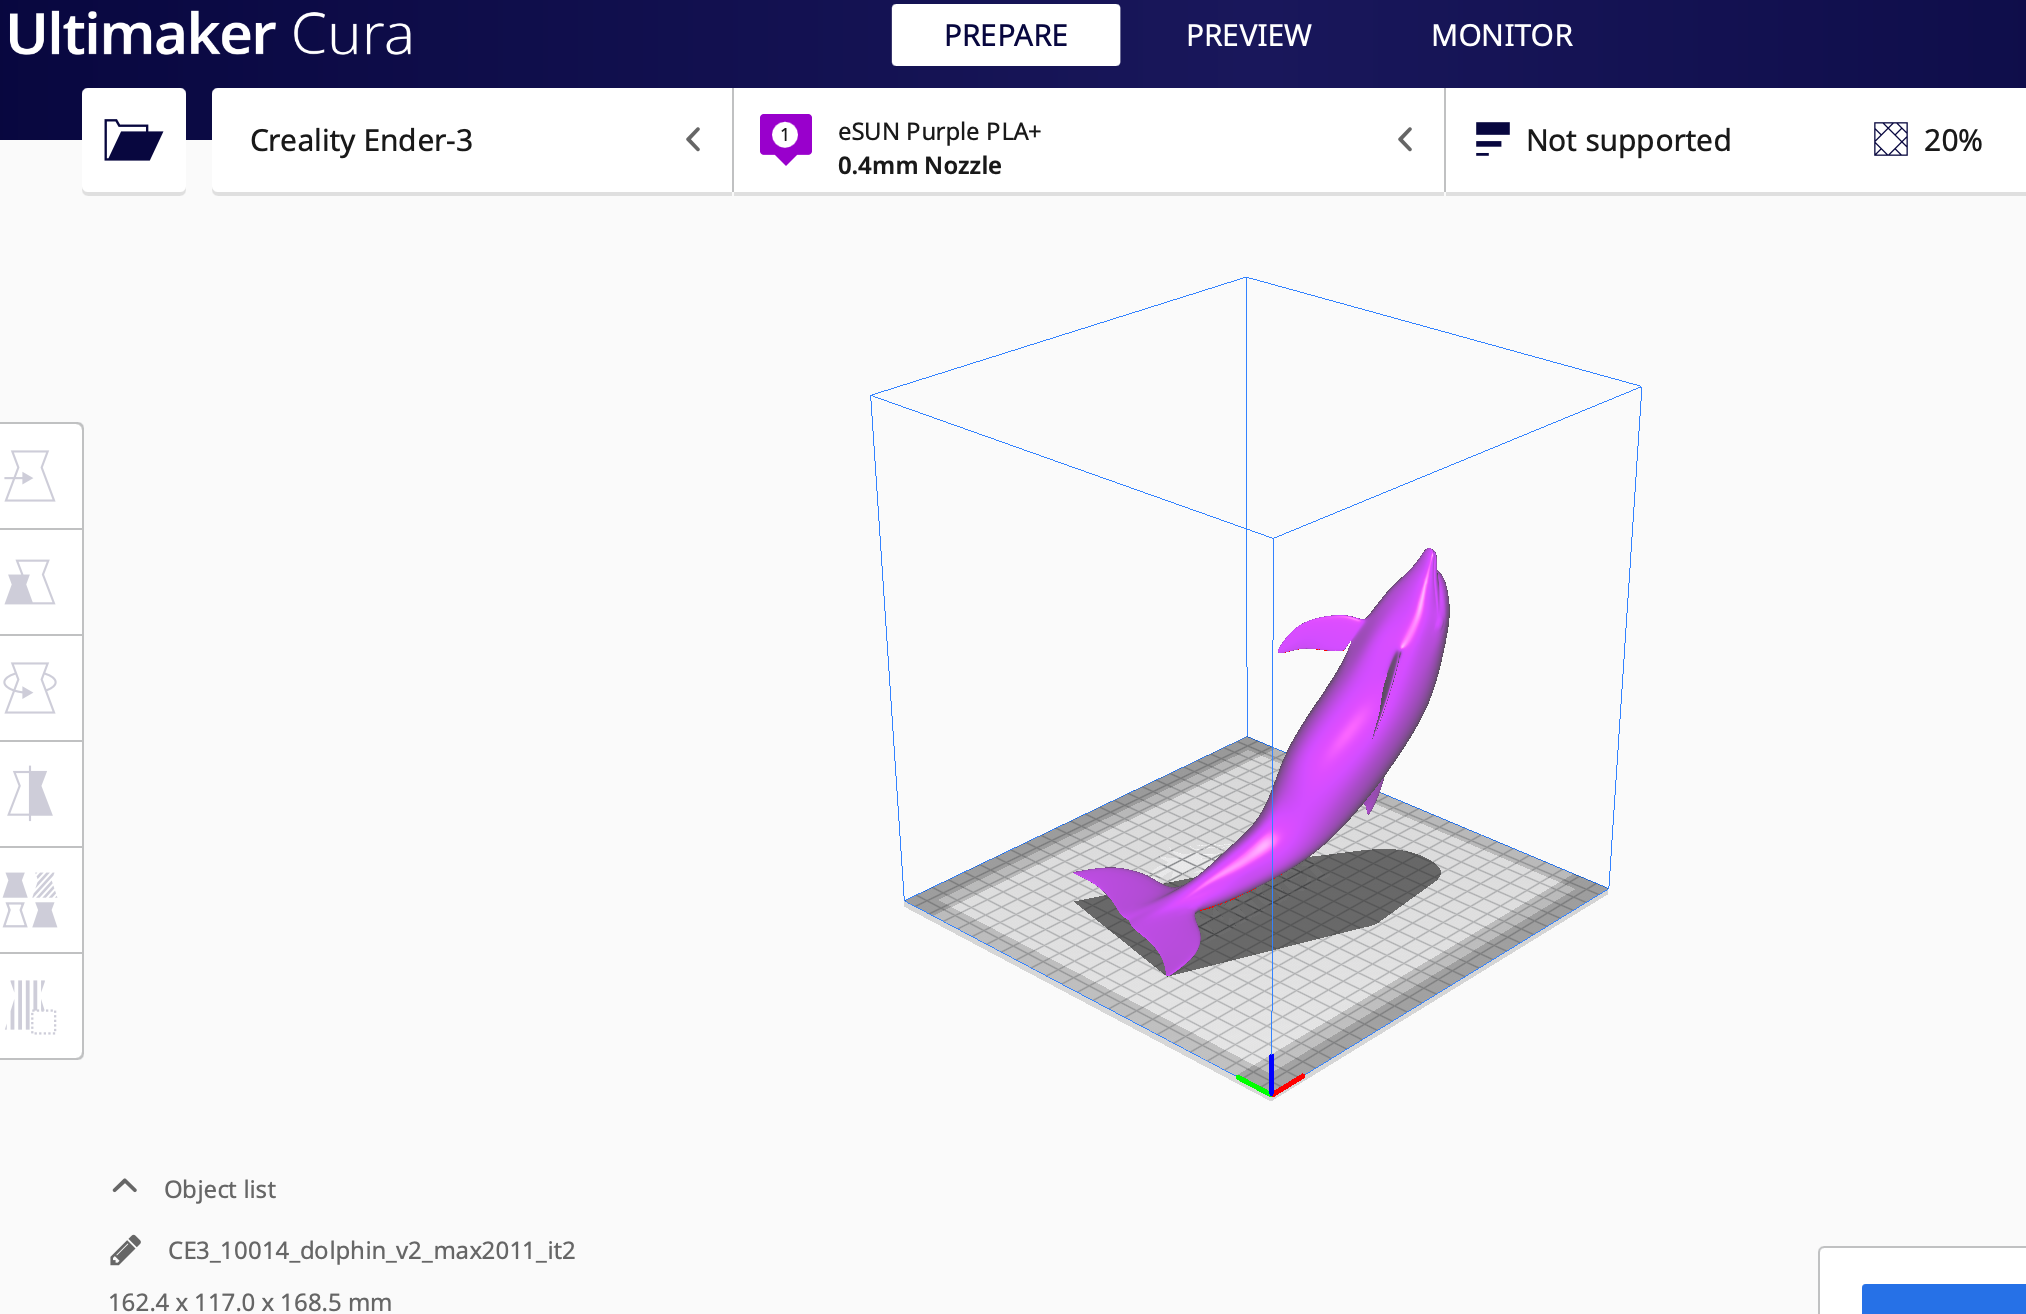 Ultimaker Cura
PREPARE
PREVIEW
MONITOR
Creality Ender-3
1
eSUN Purple PLA+
0.4mm Nozzle
Not supported
20%
Object list
CE3_10014_dolphin_v2_max2011_it2
162.4 x 117.0 x 168.5 mm